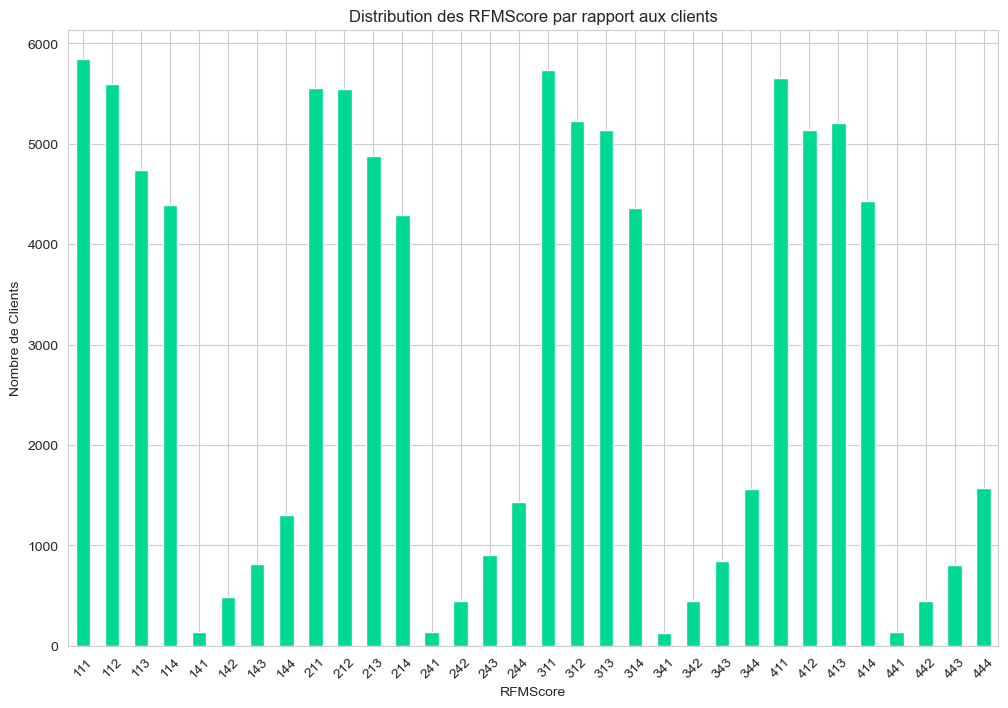 Distribution des RFMScore par rapport aux clients
Nombre de Clients
6000
5000
4000
3000
2000
1000
0
111 112 113 114 141 142 143 144 211 212 213 214 241 242 243 244 311 312 313 314 341 342 343 344 411 412 413 414 441 442 443 444
RFMScore